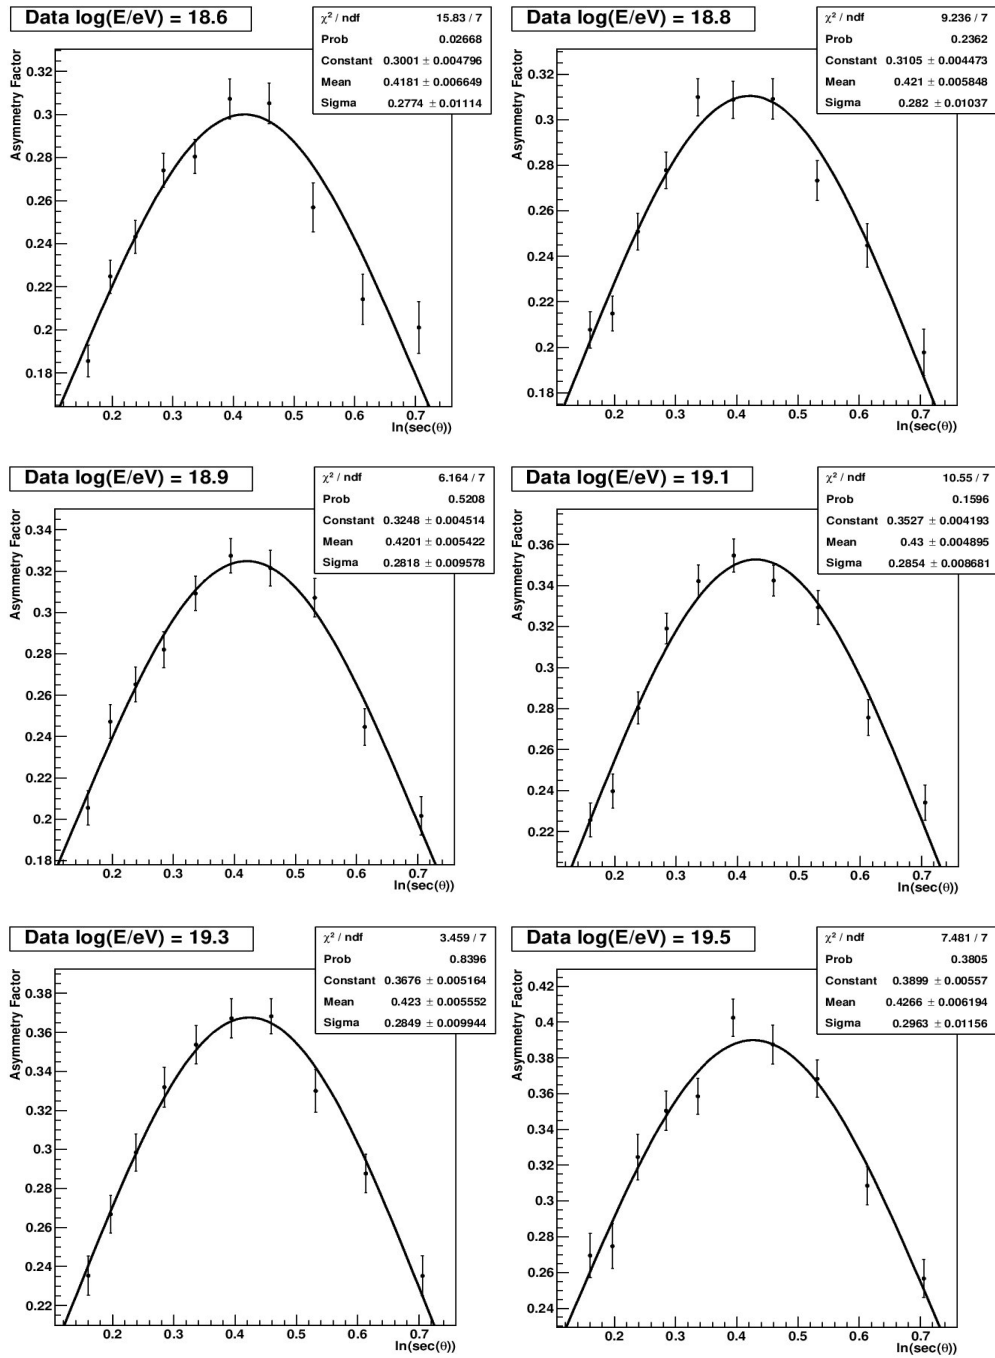 Data log(E/eV) = 18.6
χ² / ndf 15.83 / 7
Prob 0.02668
Constant 0.3001 ± 0.004796
Mean 0.4181 ± 0.006649
Sigma 0.2774 ± 0.01114
Asymmetry Factor
0.32
0.3
0.28
0.26
0.24
0.22
0.2
0.18
0.2 0.3 0.4 0.5 0.6 0.7
ln(sec(θ))
Data log(E/eV) = 18.8
χ² / ndf 9.236 / 7
Prob 0.2362
Constant 0.3105 ± 0.004473
Mean 0.421 ± 0.005848
Sigma 0.282 ± 0.01037
Asymmetry Factor
0.32
0.3
0.28
0.26
0.24
0.22
0.2
0.18
0.2 0.3 0.4 0.5 0.6 0.7
ln(sec(θ))
Data log(E/eV) = 18.9
χ² / ndf 6.164 / 7
Prob 0.5208
Constant 0.3248 ± 0.004514
Mean 0.4201 ± 0.005422
Sigma 0.2818 ± 0.009578
Asymmetry Factor
0.34
0.32
0.3
0.28
0.26
0.24
0.22
0.2
0.18
0.2 0.3 0.4 0.5 0.6 0.7
ln(sec(θ))
Data log(E/eV) = 19.1
χ² / ndf 10.55 / 7
Prob 0.1596
Constant 0.3527 ± 0.004193
Mean 0.43 ± 0.004895
Sigma 0.2854 ± 0.008681
Asymmetry Factor
0.36
0.34
0.32
0.3
0.28
0.26
0.24
0.22
0.2 0.3 0.4 0.5 0.6 0.7
ln(sec(θ))
Data log(E/eV) = 19.3
χ² / ndf 3.459 / 7
Prob 0.8396
Constant 0.3676 ± 0.005164
Mean 0.423 ± 0.005552
Sigma 0.2849 ± 0.009944
Asymmetry Factor
0.38
0.36
0.34
0.32
0.3
0.28
0.26
0.24
0.22
0.2 0.3 0.4 0.5 0.6 0.7
ln(sec(θ))
Data log(E/eV) = 19.5
χ² / ndf 7.481 / 7
Prob 0.3805
Constant 0.3899 ± 0.00557
Mean 0.4266 ± 0.006194
Sigma 0.2963 ± 0.01156
Asymmetry Factor
0.42
0.4
0.38
0.36
0.34
0.32
0.3
0.28
0.26
0.24
0.2 0.3 0.4 0.5 0.6 0.7
ln(sec(θ))